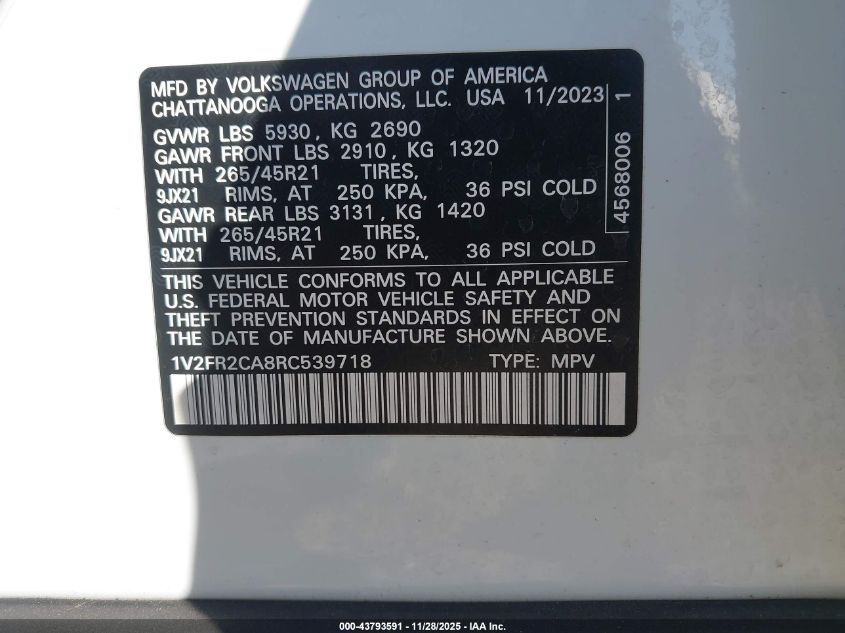 MFD BY VOLKSWAGEN GROUP OF AMERICA
CHATTANOOGA OPERATIONS, LLC. USA 11/2023
GVWR LBS 5930, KG 2690
GAWR FRONT LBS 2910, KG 1320
WITH 265/45R21 TIRES,
9JX21 RIMS, AT 250 KPA, 36 PSI COLD
GAWR REAR LBS 3131, KG 1420
WITH 265/45R21 TIRES,
9JX21 RIMS, AT 250 KPA, 36 PSI COLD
4568006 1
THIS VEHICLE CONFORMS TO ALL APPLICABLE
U.S. FEDERAL MOTOR VEHICLE SAFETY AND
THEFT PREVENTION STANDARDS IN EFFECT ON
THE DATE OF MANUFACTURE SHOWN ABOVE.
1V2FR2CA8RC539718 TYPE: MPV
000-43793591 - 11/28/2025 - IAA Inc.